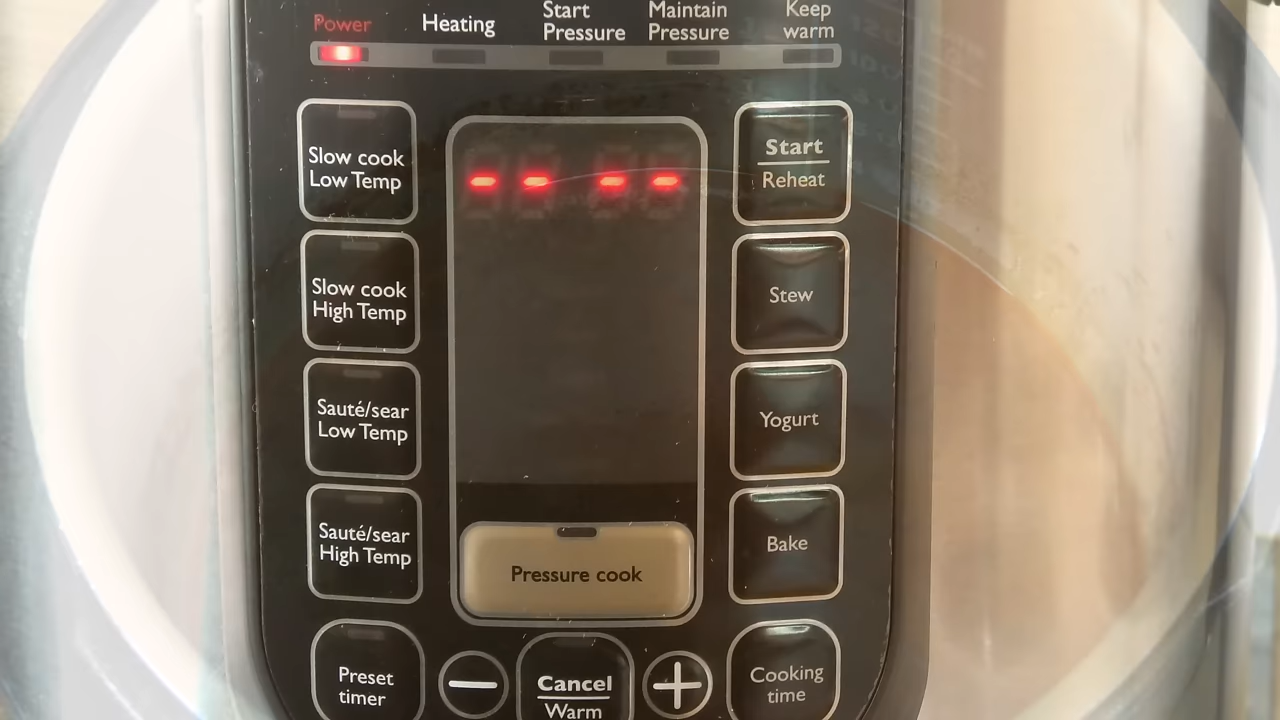 Power
Heating
Start
Pressure
Maintain
Pressure
Keep
warm
Slow cook
Low Temp
-- --
Start
Reheat
Slow cook
High Temp
Stew
Sauté/sear
Low Temp
Yogurt
Sauté/sear
High Temp
Pressure cook
Bake
Preset
timer
−
Cancel
Warm
+
Cooking
time